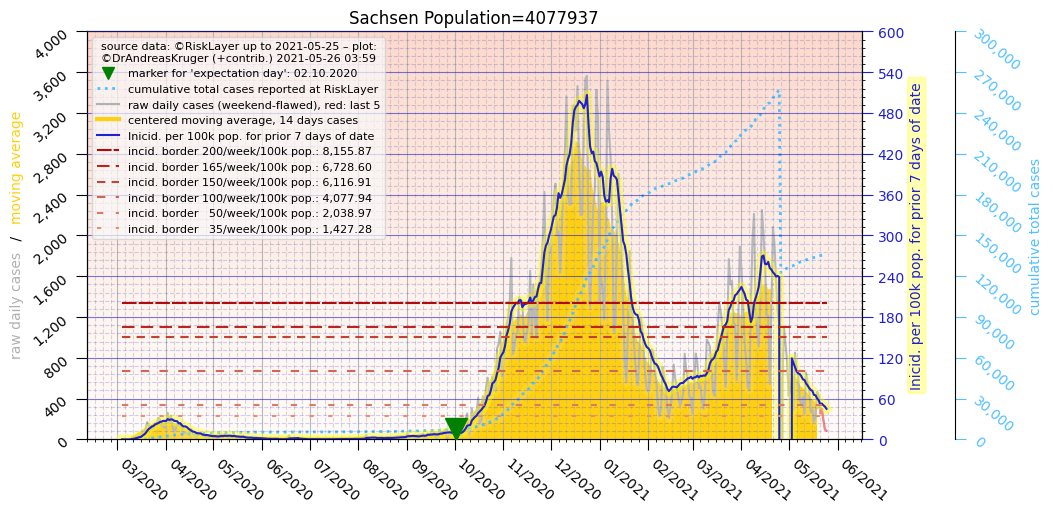 Sachsen Population=4077937
source data: ©RiskLayer up to 2021-05-25 – plot:
©DrAndreasKruger (+contrib.) 2021-05-26 03:59
marker for 'expectation day': 02.10.2020
cumulative total cases reported at RiskLayer
raw daily cases (weekend-flawed), red: last 5
centered moving average, 14 days cases
Inicid. per 100k pop. for prior 7 days of date
incid. border 200/week/100k pop.: 8,155.87
incid. border 165/week/100k pop.: 6,728.60
incid. border 150/week/100k pop.: 6,116.91
incid. border 100/week/100k pop.: 4,077.94
incid. border 50/week/100k pop.: 2,038.97
incid. border 35/week/100k pop.: 1,427.28
raw daily cases / moving average
4,000
3,600
3,200
2,800
2,400
2,000
1,600
1,200
800
400
0
03/2020
04/2020
05/2020
06/2020
07/2020
08/2020
09/2020
10/2020
11/2020
12/2020
01/2021
02/2021
03/2021
04/2021
05/2021
06/2021
600
540
480
420
360
300
240
180
120
60
0
Inicid. per 100k pop. for prior 7 days of date
300,000
270,000
240,000
210,000
180,000
150,000
120,000
90,000
60,000
30,000
0
cumulative total cases